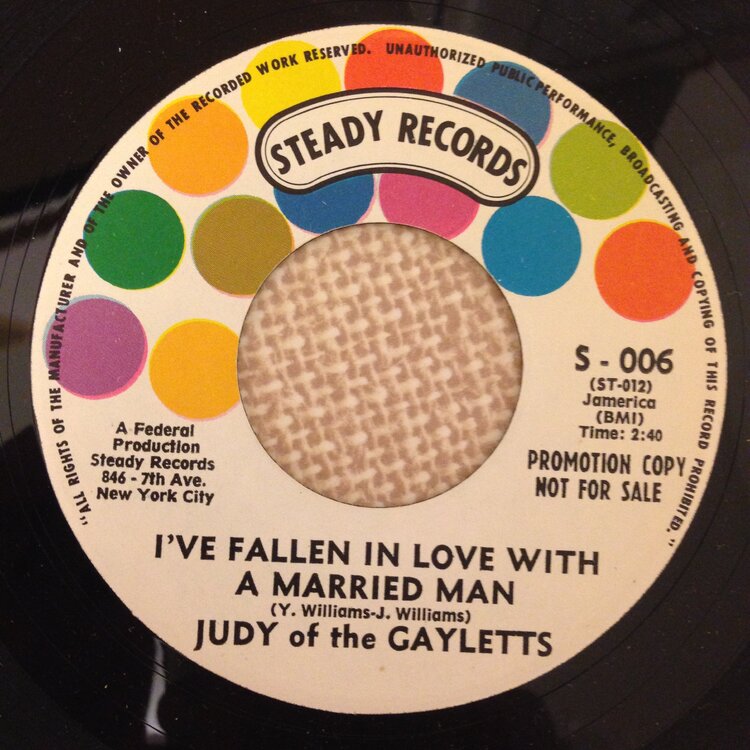 "ALL RIGHTS OF THE MANUFACTURER AND OF THE OWNER OF THE RECORDED WORK RESERVED. UNAUTHORIZED PUBLIC PERFORMANCE, BROADCASTING AND COPYING OF THIS RECORD PROHIBITED."
STEADY RECORDS
S - 006
(ST-012)
Jamerica
(BMI)
Time: 2:40
PROMOTION COPY
NOT FOR SALE
A Federal
Production
Steady Records
846 - 7th Ave.
New York City
I'VE FALLEN IN LOVE WITH
A MARRIED MAN
(Y. Williams-J. Williams)
JUDY of the GAYLETTS